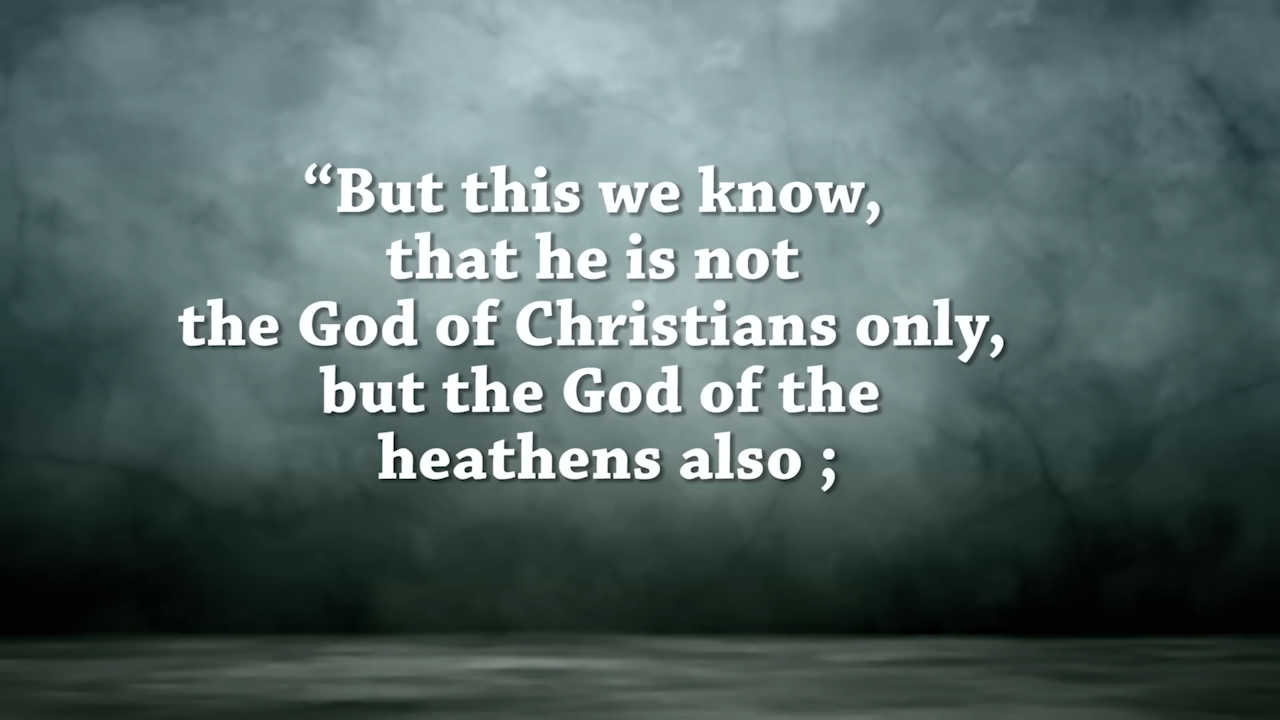 “But this we know,
that he is not
the God of Christians only,
but the God of the
heathens also ;